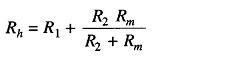 R_h = R_1 + \frac{R_2 R_m}{R_2 + R_m}